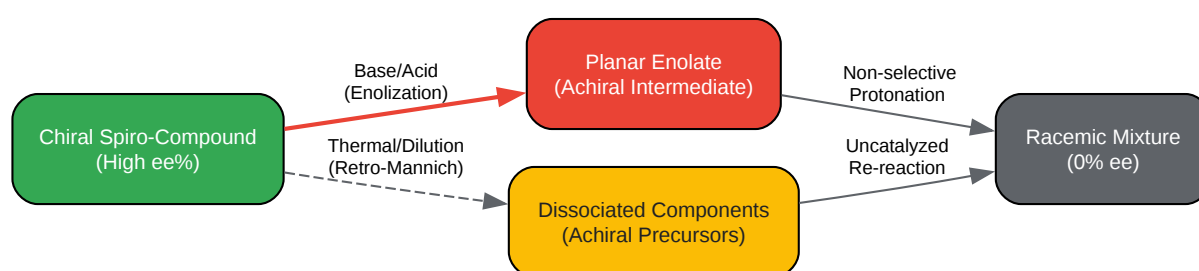 Chiral Spiro-Compound
(High ee%)
Base/Acid
(Enolization)
Thermal/Dilution
(Retro-Mannich)
Planar Enolate
(Achiral Intermediate)
Dissociated Components
(Achiral Precursors)
Non-selective
Protonation
Uncatalyzed
Re-reaction
Racemic Mixture
(0% ee)